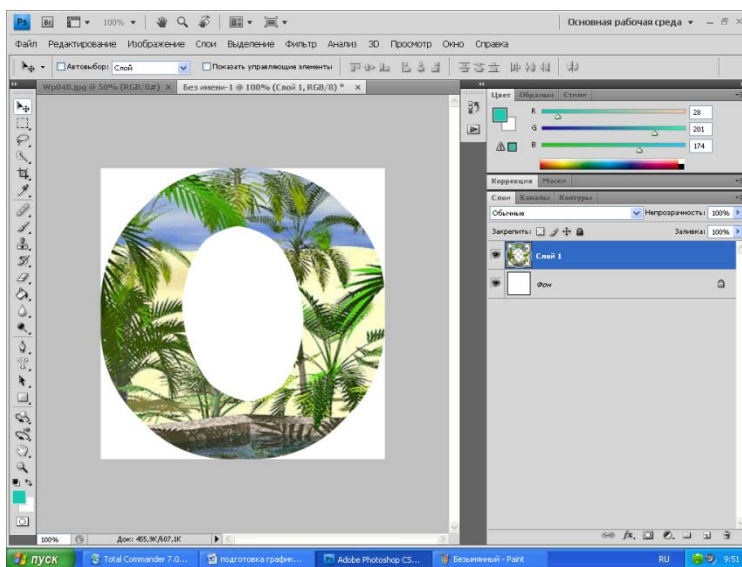 Ps Br 100% Основная рабочая среда
Файл Редактирование Изображение Слои Выделение Фильтр Анализ 3D Просмотр Окно Справка
Автовыбор: Слой Показать управляющие элементы
Wp048.jpg @ 50% (RGB/8#) × Без имени-1 @ 100% (Слой 1, RGB/8) * ×
Цвет Образцы Стили
R 28
G 201
B 174
Коррекция Маски
Слои Каналы Контуры
Обычные Непрозрачность: 100%
Закрепить: Заливка: 100%
Слой 1
Фон
100% Док: 455,9K/607,1K
пуск Total Commander 7.0... подготовка график... Adobe Photoshop CS... Безымянный - Paint RU 9:51